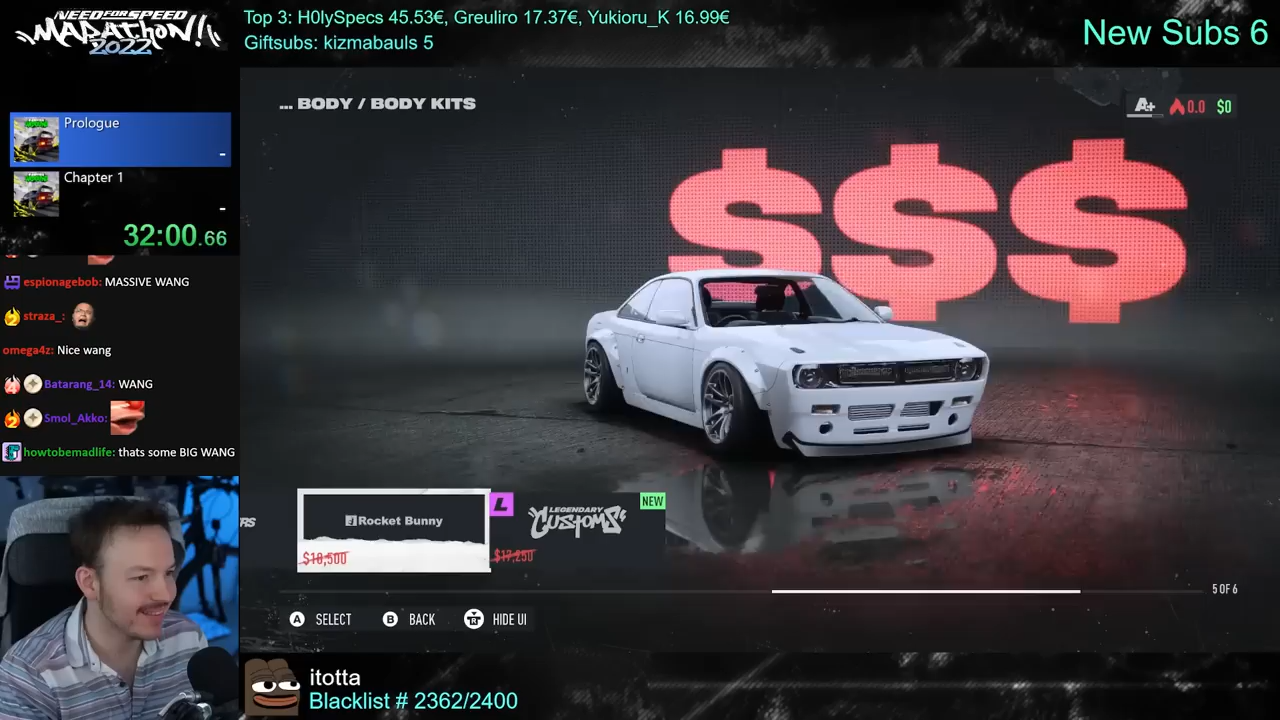 NEED FOR SPEED
MARATHON!!
2022
Top 3: H0lySpecs 45.53€, Greuliro 17.37€, Yukioru_K 16.99€
Giftsubs: kizmabauls 5
New Subs 6
Prologue
-
Chapter 1
-
32:00.66
espionagebob: MASSIVE WANG
straza_:
omega4z: Nice wang
Batarang_14: WANG
Smol_Akko:
howtobemadlife: thats some BIG WANG
... BODY / BODY KITS
A+ 0.0 $0
$$$
RS
Rocket Bunny
$18,500
L
LEGENDARY
CUSTOMS
NEW
$17,250
5 OF 6
A SELECT B BACK R HIDE UI
itotta
Blacklist # 2362/2400